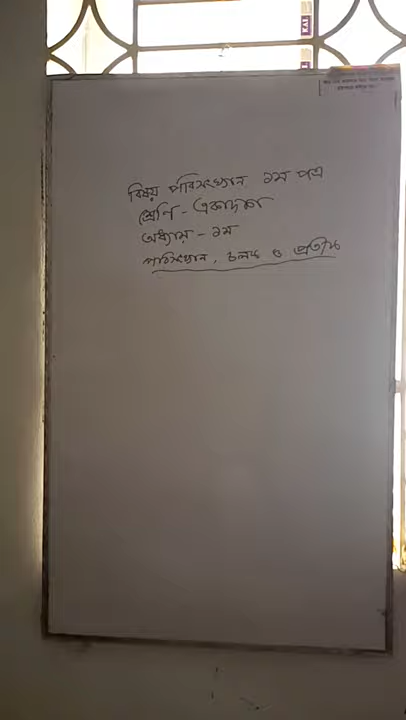 বিষয় পরিসংখ্যান ১ম পত্র
শ্রেণি - একাদশ
অধ্যায় - ১ম
পরিসংখ্যান, চলক ও প্রতীক